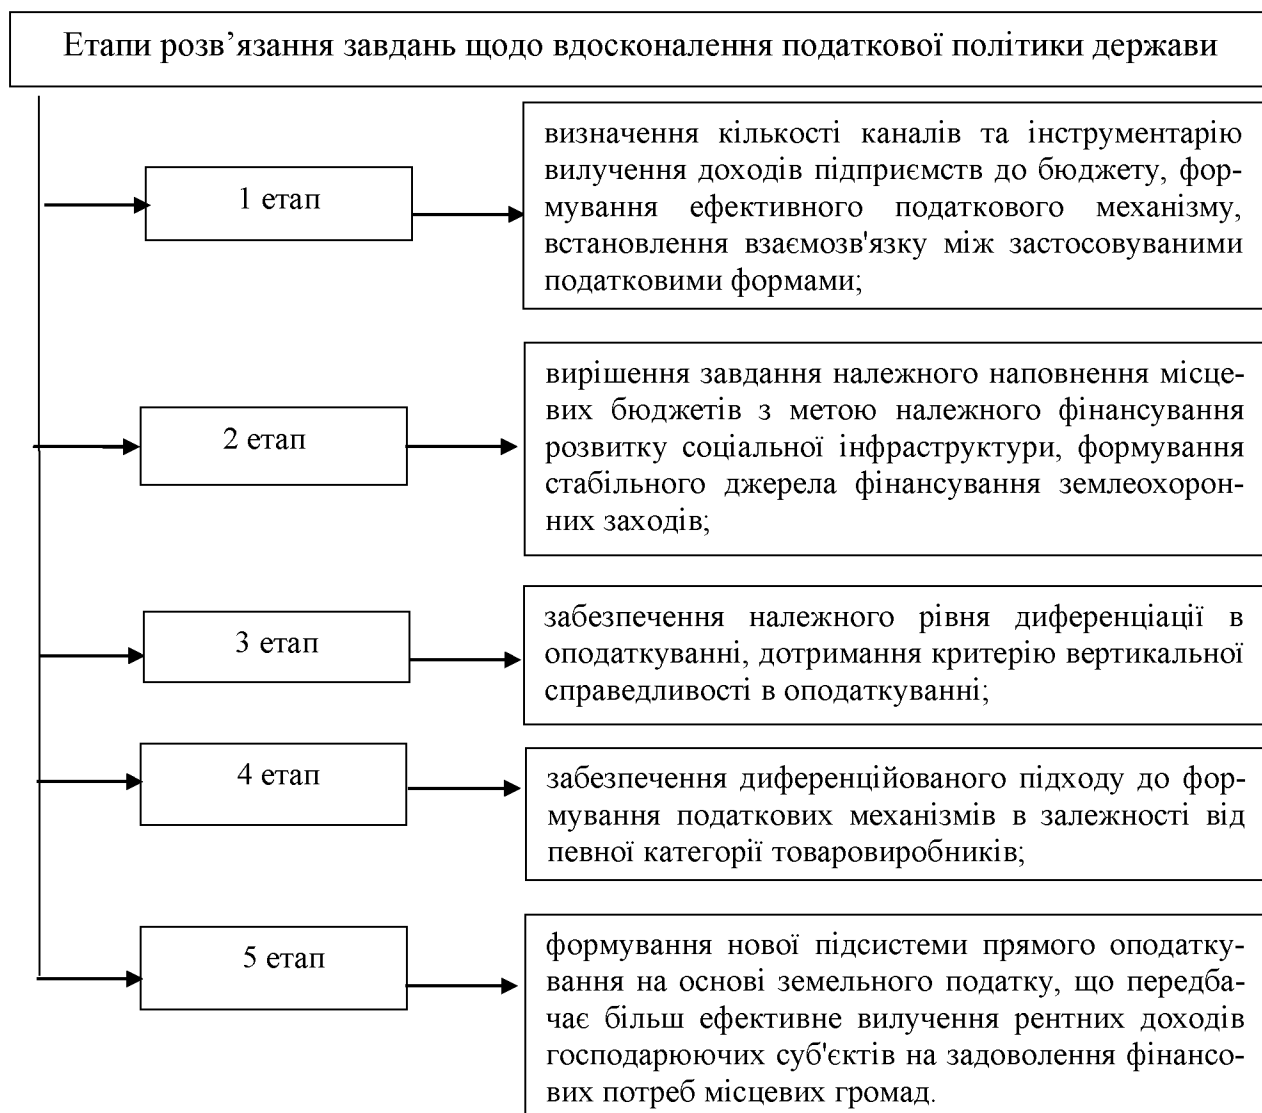 Етапи розв’язання завдань щодо вдосконалення податкової політики держави
1 етап
визначення кількості каналів та інструментарію
вилучення доходів підприємств до бюджету, фор-
мування ефективного податкового механізму,
встановлення взаємозв'язку між застосовуваними
податковими формами;
2 етап
вирішення завдання належного наповнення місце-
вих бюджетів з метою належного фінансування
розвитку соціальної інфраструктури, формування
стабільного джерела фінансування землеохорон-
них заходів;
3 етап
забезпечення належного рівня диференціації в
оподаткуванні, дотримання критерію вертикальної
справедливості в оподаткуванні;
4 етап
забезпечення диференційованого підходу до фор-
мування податкових механізмів в залежності від
певної категорії товаровиробників;
5 етап
формування нової підсистеми прямого оподатку-
вання на основі земельного податку, що передба-
чає більш ефективне вилучення рентних доходів
господарюючих суб'єктів на задоволення фінансо-
вих потреб місцевих громад.